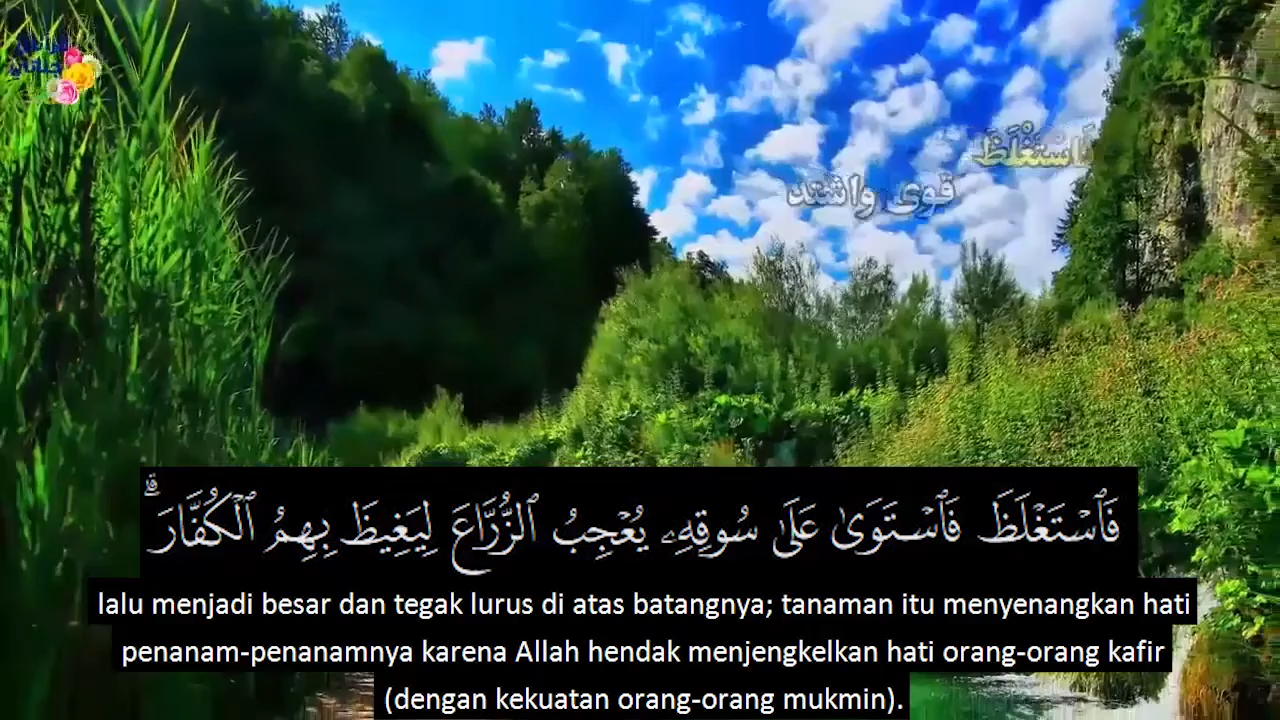 فَاسْتَغْلَظَ
قوى واشتد
فَٱسْتَغْلَظَ فَٱسْتَوَىٰ عَلَىٰ سُوقِهِۦ يُعْجِبُ ٱلزُّرَّاعَ لِيَغِيظَ بِهِمُ ٱلْكُفَّارَ ۗ
lalu menjadi besar dan tegak lurus di atas batangnya; tanaman itu menyenangkan hati
penanam-penanamnya karena Allah hendak menjengkelkan hati orang-orang kafir
(dengan kekuatan orang-orang mukmin).